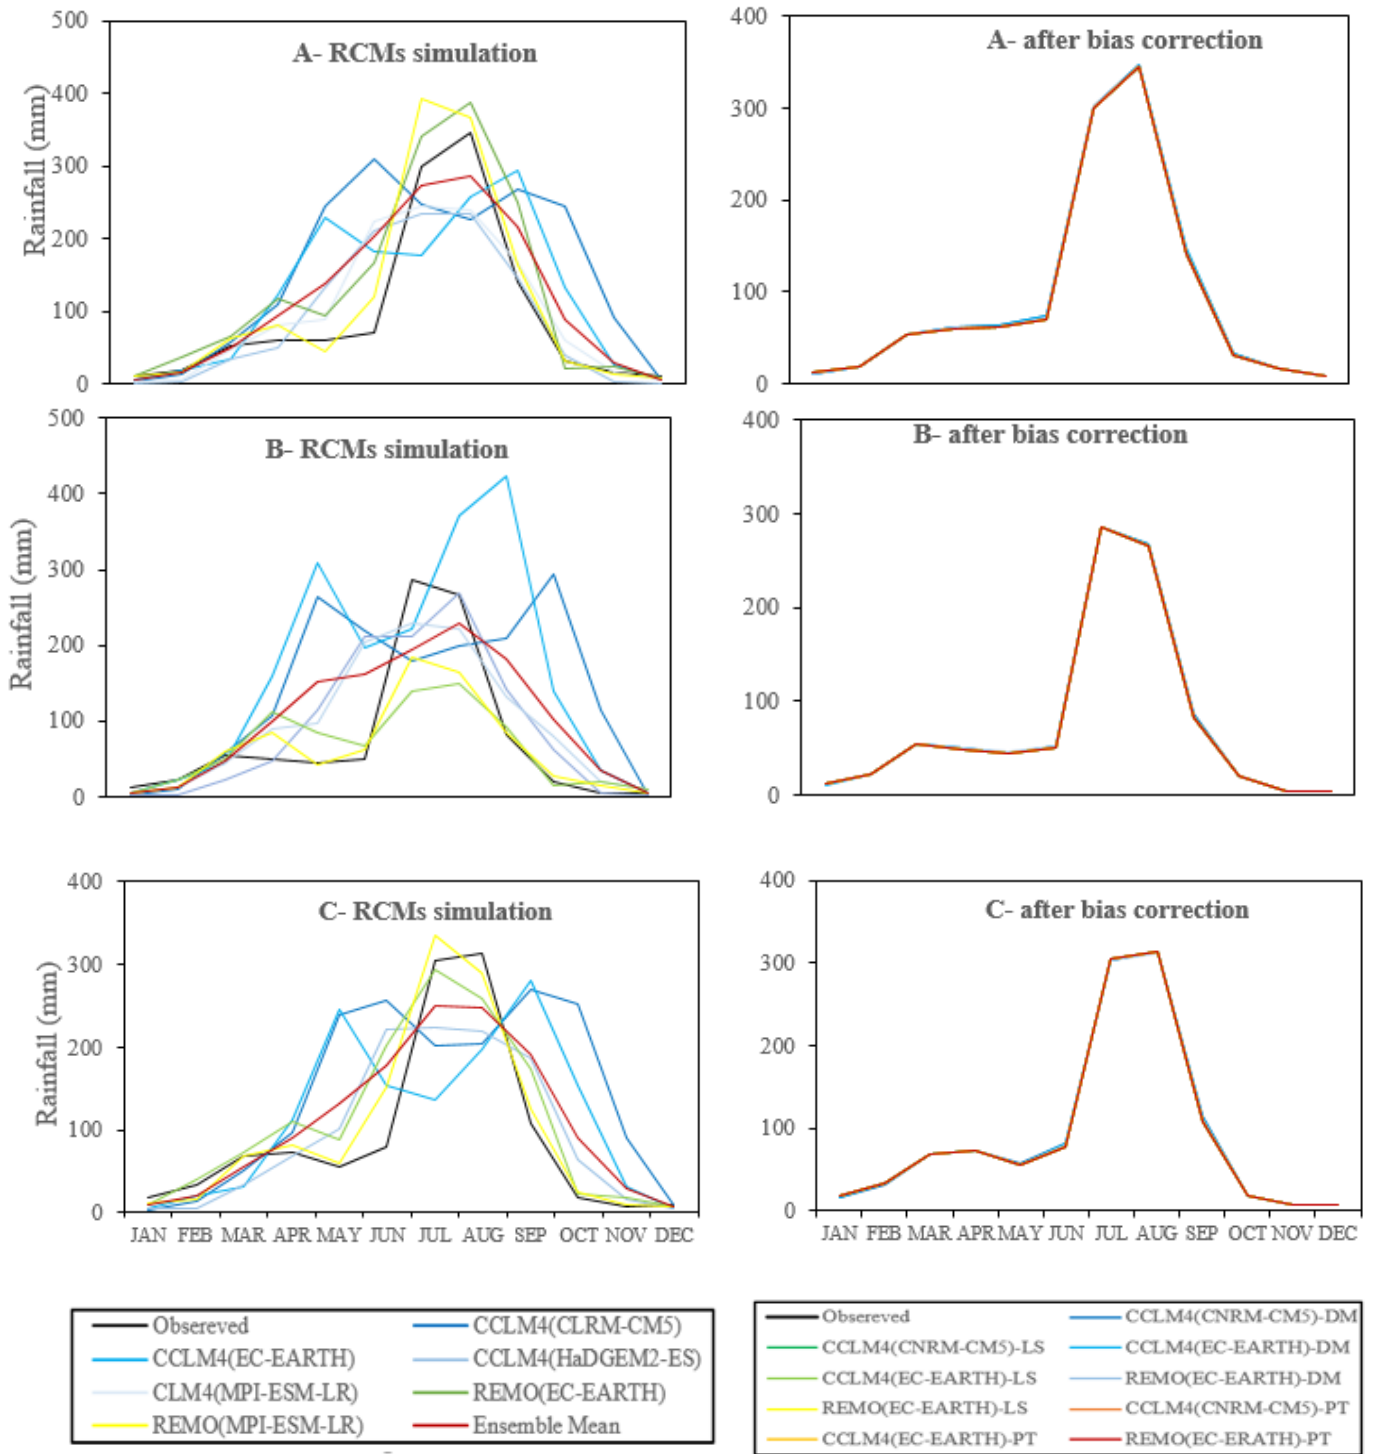 A- RCMs simulation
500
400
300
200
100
0
Rainfall (mm)
A- after bias correction
400
300
200
100
0
B- RCMs simulation
500
400
300
200
100
0
Rainfall (mm)
B- after bias correction
400
300
200
100
0
C- RCMs simulation
400
300
200
100
0
Rainfall (mm)
JAN FEB MAR APR MAY JUN JUL AUG SEP OCT NOV DEC
C- after bias correction
400
300
200
100
0
JAN FEB MAR APR MAY JUN JUL AUG SEP OCT NOV DEC
Obsereved CCLM4(CLRM-CM5)
CCLM4(EC-EARTH) CCLM4(HaDGEM2-ES)
CLM4(MPI-ESM-LR) REMO(EC-EARTH)
REMO(MPI-ESM-LR) Ensemble Mean
Obsereved CCLM4(CNRM-CM5)-DM
CCLM4(CNRM-CM5)-LS CCLM4(EC-EARTH)-DM
CCLM4(EC-EARTH)-LS REMO(EC-EARTH)-DM
REMO(EC-EARTH)-LS CCLM4(CNRM-CM5)-PT
CCLM4(EC-EARTH)-PT REMO(EC-ERATH)-PT